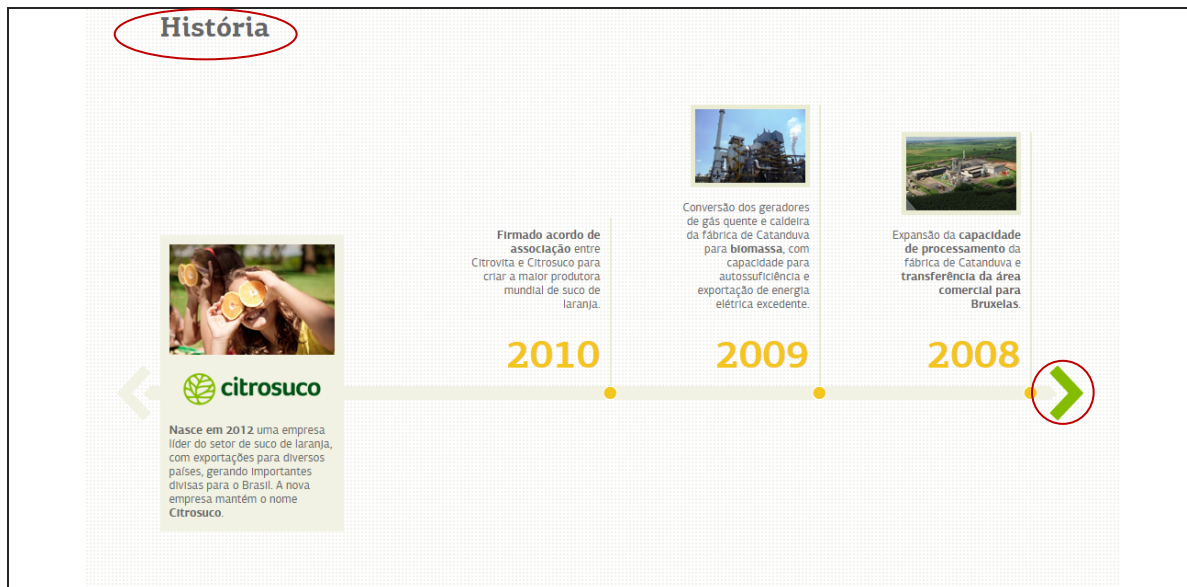 História
citrosuco
Nasce em 2012 uma empresa
líder do setor de suco de laranja,
com exportações para diversos
países, gerando importantes
divisas para o Brasil. A nova
empresa mantém o nome
Citrosuco.
Firmado acordo de
associação entre
Citrovita e Citrosuco para
criar a maior produtora
mundial de suco de
laranja.
2010
Conversão dos geradores
de gás quente e caldeira
da fábrica de Catanduva
para biomassa, com
capacidade para
autossuficiência e
exportação de energia
elétrica excedente.
2009
Expansão da capacidade
de processamento da
fábrica de Catanduva e
transferência da área
comercial para
Bruxelas.
2008